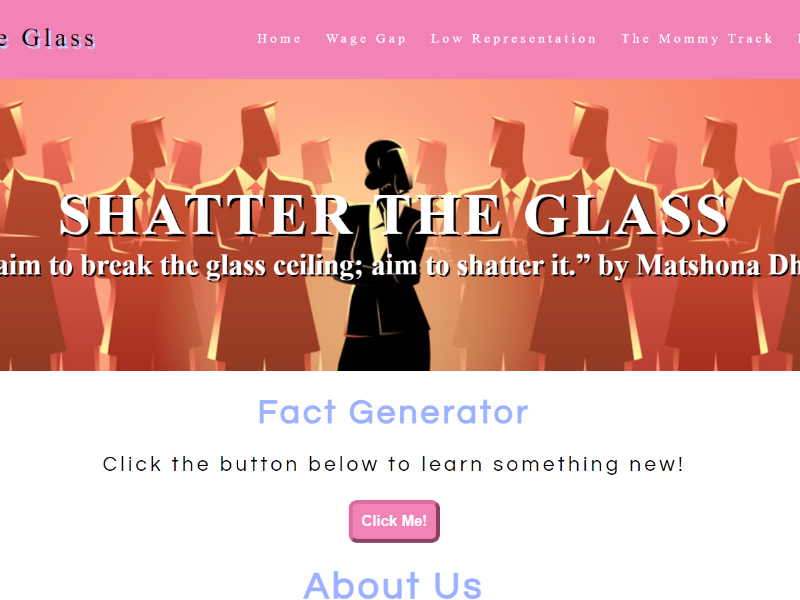 e Glass
Home Wage Gap Low Representation The Mommy Track
SHATTER THE GLASS
aim to break the glass ceiling; aim to shatter it.” by Matshona Dh
Fact Generator
Click the button below to learn something new!
Click Me!
About Us